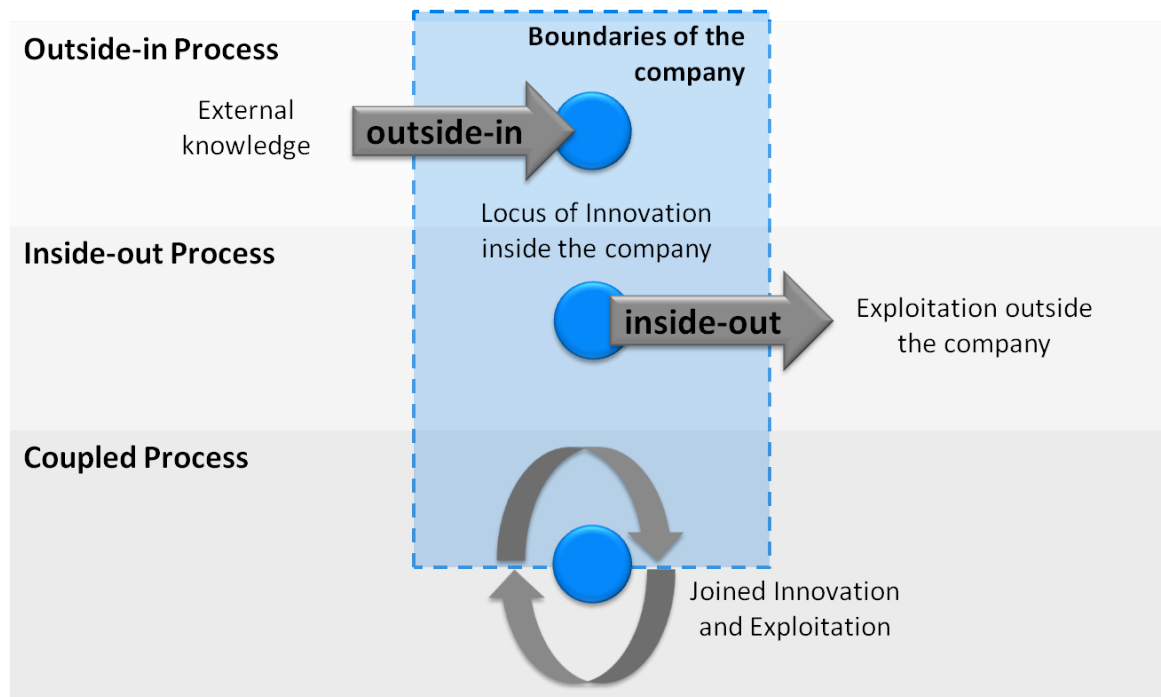 Outside-in Process
Boundaries of the
company
External
knowledge
outside-in
Locus of Innovation
inside the company
Inside-out Process
inside-out
Exploitation outside
the company
Coupled Process
Joined Innovation
and Exploitation